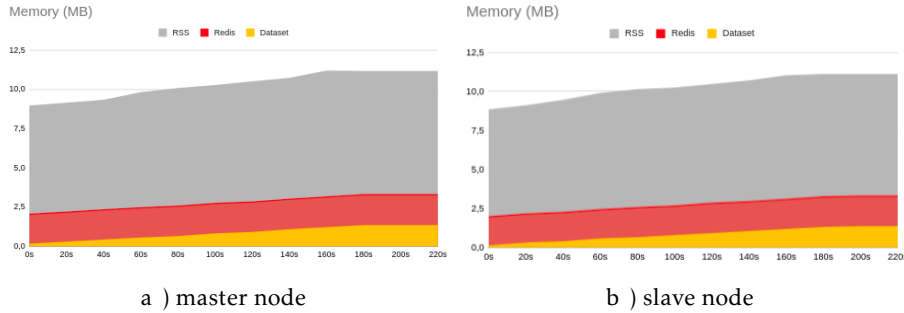 Memory (MB)
RSS Redis Dataset
12,5
10,0
7,5
5,0
2,5
0,0
0s 20s 40s 60s 80s 100s 120s 140s 160s 180s 200s 220s
a ) master node
Memory (MB)
RSS Redis Dataset
12,5
10,0
7,5
5,0
2,5
0,0
0s 20s 40s 60s 80s 100s 120s 140s 160s 180s 200s 220s
b ) slave node